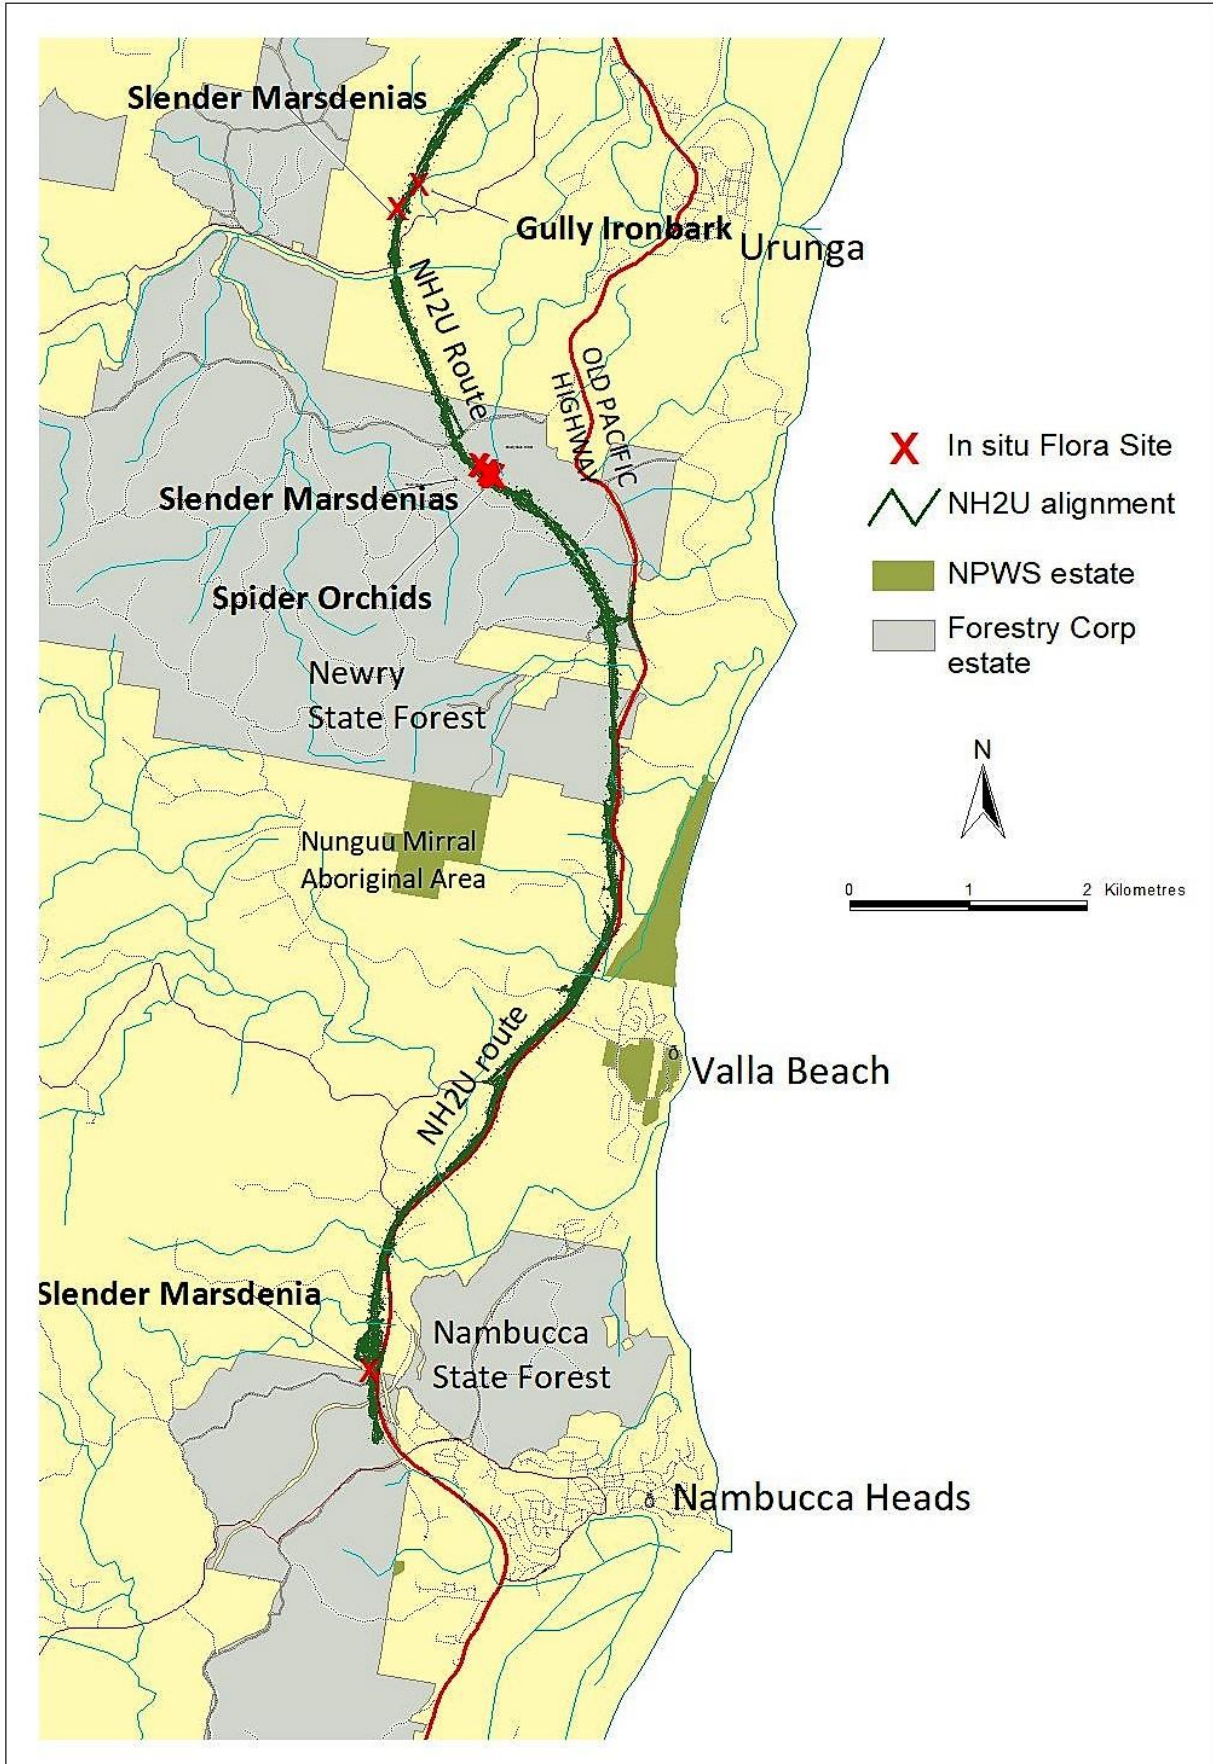 Slender Marsdenias
Gully Ironbark
Urunga
NH2U Route
OLD PACIFIC
HIGHWAY
Slender Marsdenias
Spider Orchids
Newry
State Forest
Nunguu Mirral
Aboriginal Area
NH2U route
Valla Beach
Slender Marsdenia
Nambucca
State Forest
Nambucca Heads
X In situ Flora Site
NH2U alignment
NPWS estate
Forestry Corp
estate
N
0 1 2 Kilometres